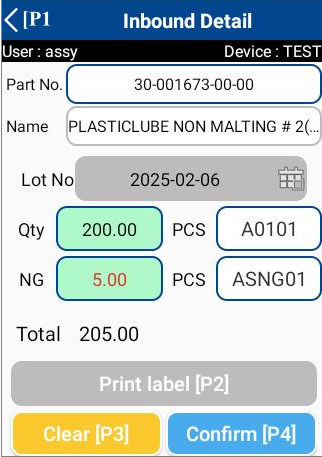 [P1 Inbound Detail
User : assy Device : TEST
Part No. 30-001673-00-00
Name PLASTICLUBE NON MALTING # 2(...
Lot No 2025-02-06
Qty 200.00 PCS A0101
NG 5.00 PCS ASNG01
Total 205.00
Print label [P2]
Clear [P3] Confirm [P4]